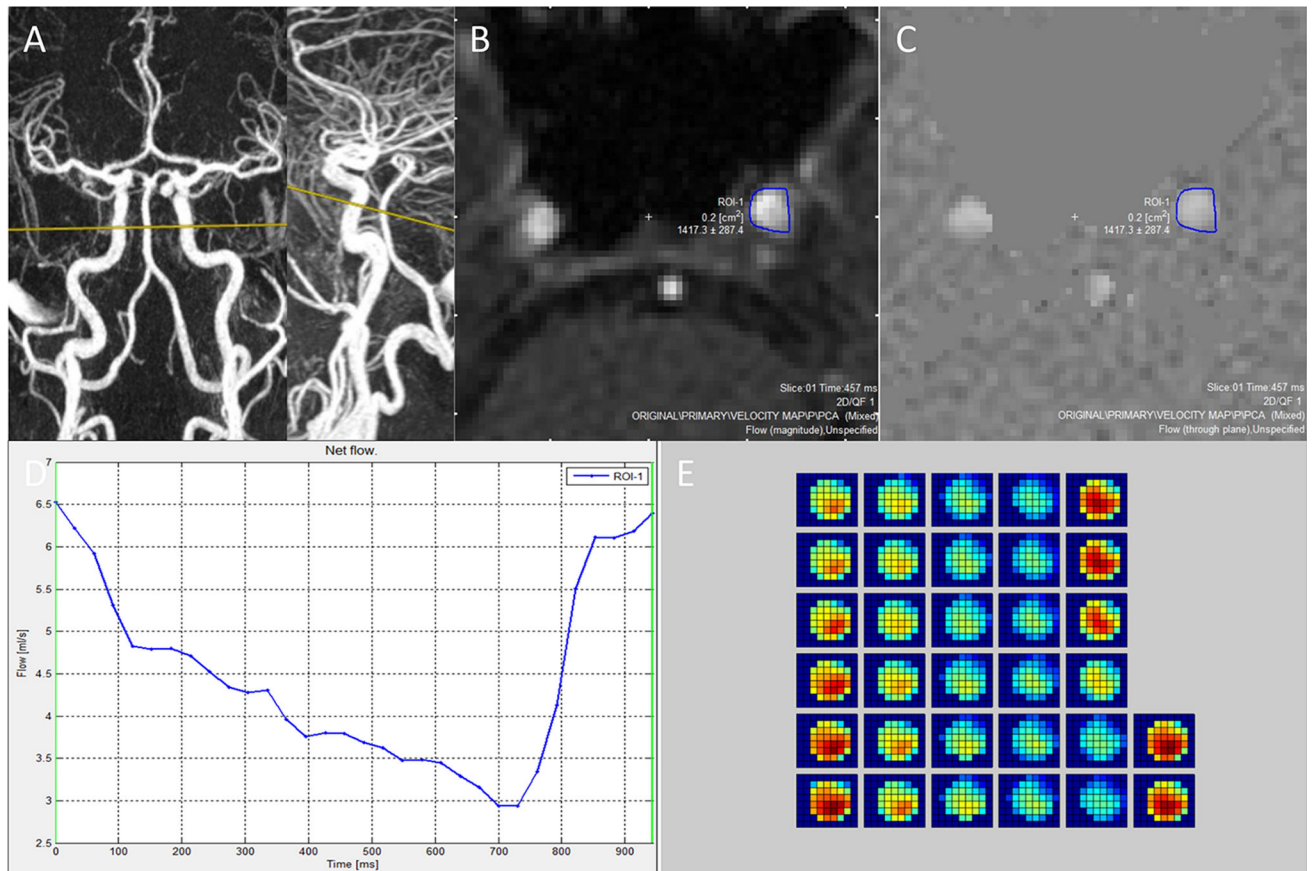 A
B
ROI-1
0.2 [cm²]
1417.3 ± 287.4
Slice:01 Time:457 ms
2D/QF 1
ORIGINAL\PRIMARY\VELOCITY MAP\P\PCA (Mixed)
Flow (magnitude),Unspecified
C
ROI-1
0.2 [cm²]
1417.3 ± 287.4
Slice:01 Time:457 ms
2D/QF 1
ORIGINAL\PRIMARY\VELOCITY MAP\P\PCA (Mixed)
Flow (through plane),Unspecified
D
Net flow.
ROI-1
7
6.5
6
5.5
5
4.5
4
3.5
3
2.5
Flow [ml/s]
0 100 200 300 400 500 600 700 800 900
Time [ms]
E